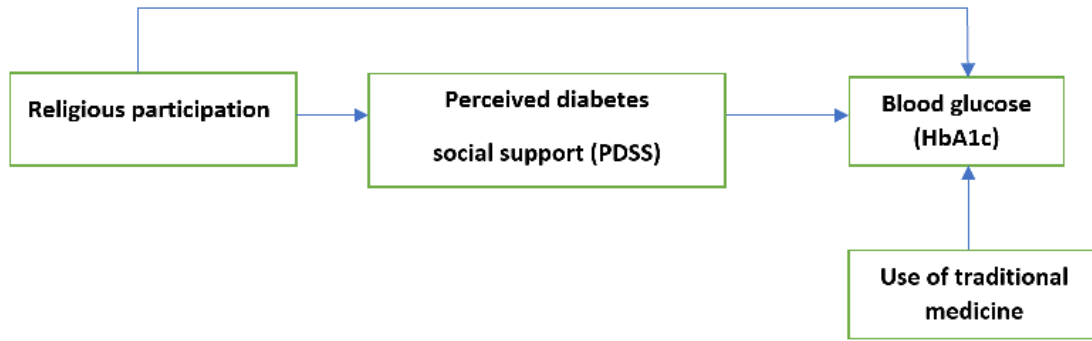 Religious participation
Perceived diabetes
social support (PDSS)
Blood glucose
(HbA1c)
Use of traditional
medicine